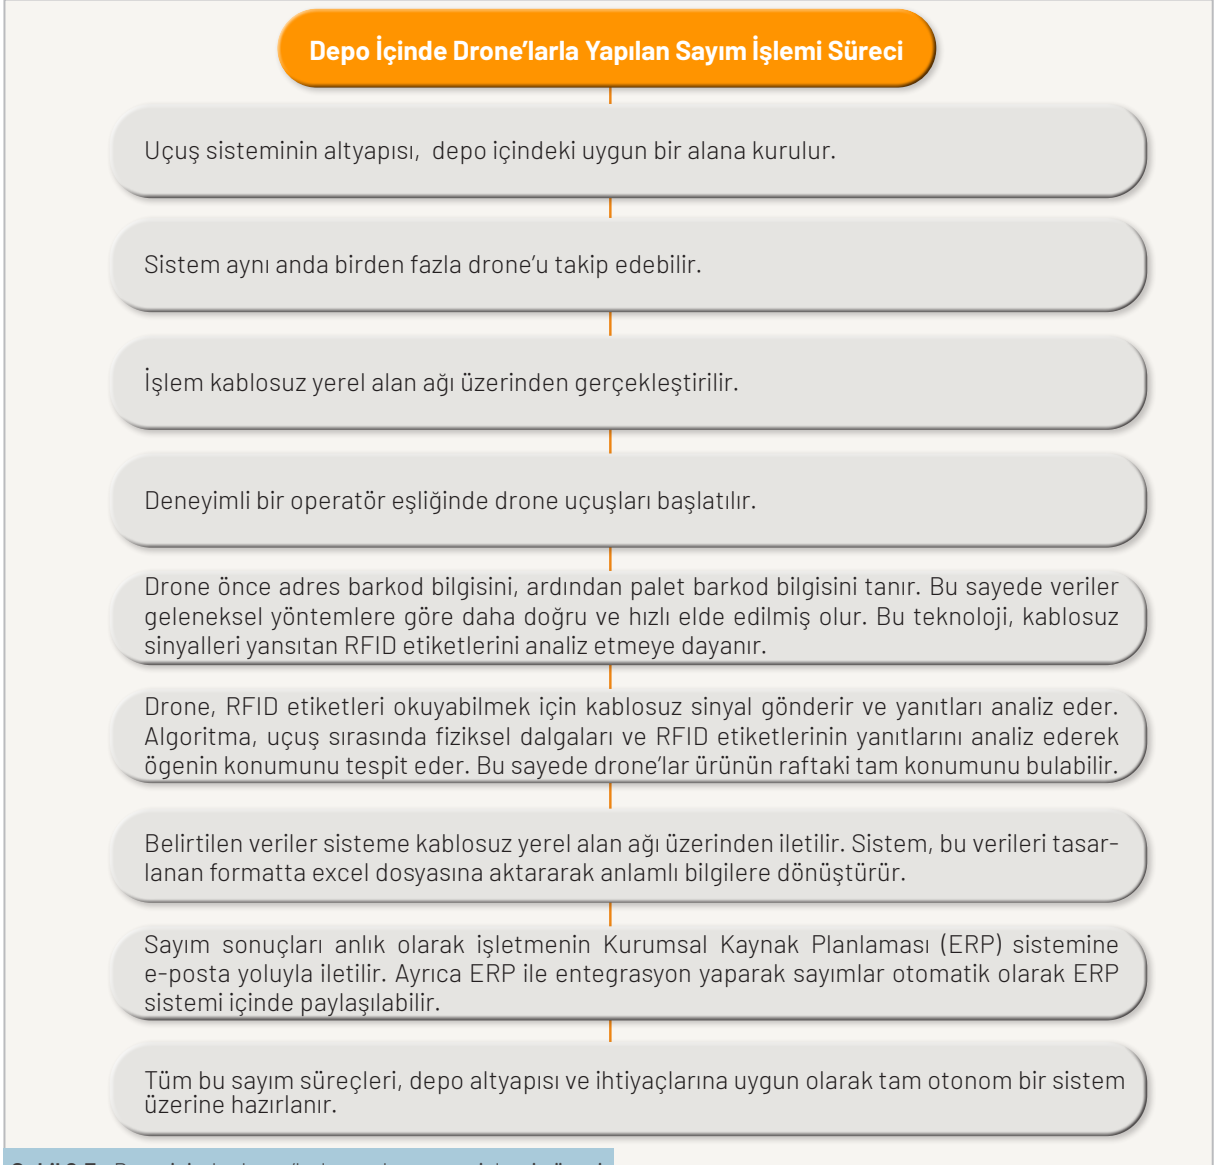 Depo İçinde Drone’larla Yapılan Sayım İşlemi Süreci
Uçuş sisteminin altyapısı, depo içindeki uygun bir alana kurulur.
Sistem aynı anda birden fazla drone’u takip edebilir.
İşlem kablosuz yerel alan ağı üzerinden gerçekleştirilir.
Deneyimli bir operatör eşliğinde drone uçuşları başlatılır.
Drone önce adres barkod bilgisini, ardından palet barkod bilgisini tanır. Bu sayede veriler
geleneksel yöntemlere göre daha doğru ve hızlı elde edilmiş olur. Bu teknoloji, kablosuz
sinyalleri yansıtan RFID etiketlerini analiz etmeye dayanır.
Drone, RFID etiketleri okuyabilmek için kablosuz sinyal gönderir ve yanıtları analiz eder.
Algoritma, uçuş sırasında fiziksel dalgaları ve RFID etiketlerinin yanıtlarını analiz ederek
ögenin konumunu tespit eder. Bu sayede drone’lar ürünün raftaki tam konumunu bulabilir.
Belirtilen veriler sisteme kablosuz yerel alan ağı üzerinden iletilir. Sistem, bu verileri tasar-
lanan formatta excel dosyasına aktararak anlamlı bilgilere dönüştürür.
Sayım sonuçları anlık olarak işletmenin Kurumsal Kaynak Planlaması (ERP) sistemine
e-posta yoluyla iletilir. Ayrıca ERP ile entegrasyon yaparak sayımlar otomatik olarak ERP
sistemi içinde paylaşılabilir.
Tüm bu sayım süreçleri, depo altyapısı ve ihtiyaçlarına uygun olarak tam otonom bir sistem
üzerine hazırlanır.